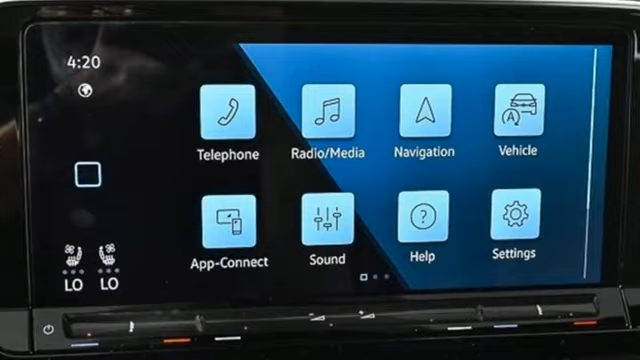 4:20
Telephone
Radio/Media
Navigation
Vehicle
App-Connect
Sound
Help
Settings
LO LO